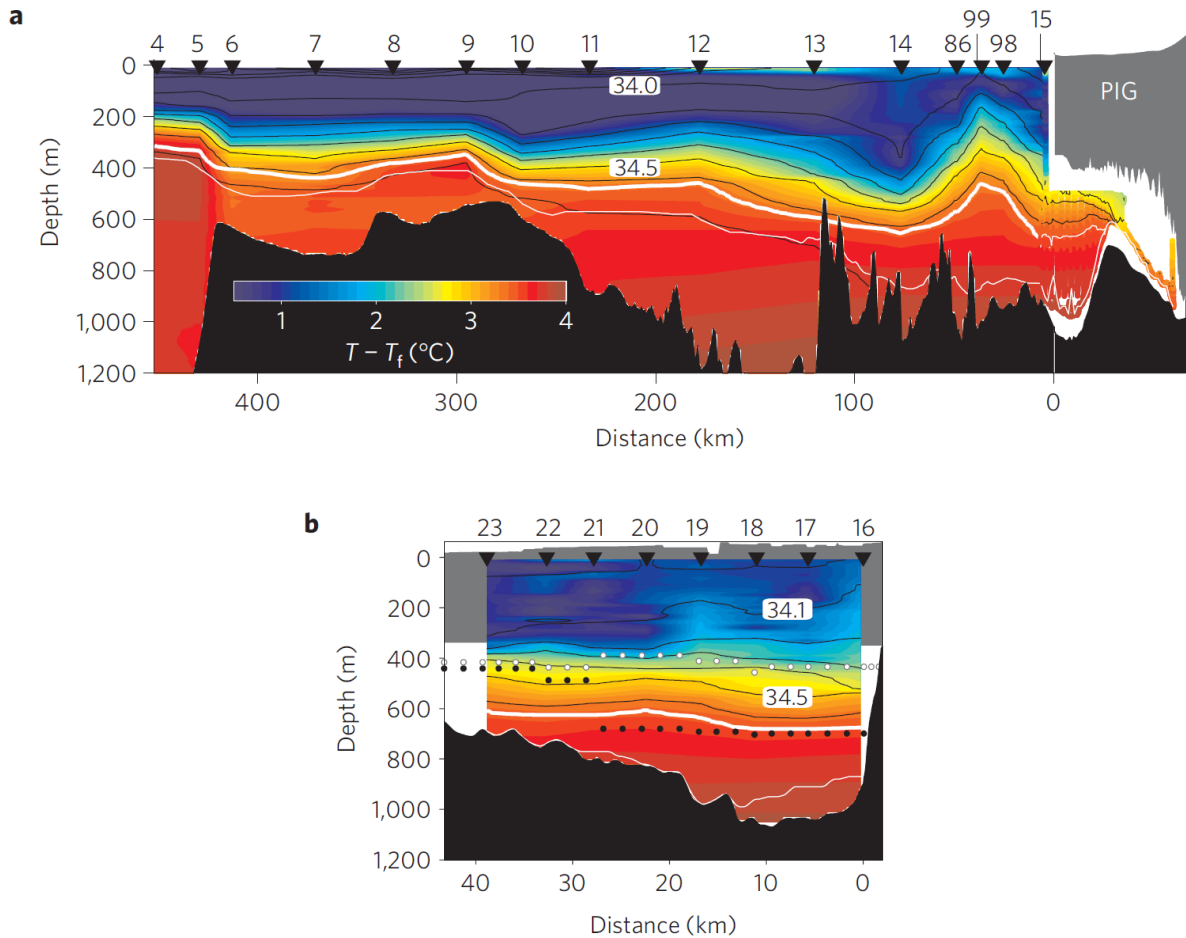 a
4 5 6 7 8 9 10 11 12 13 14 86 99 98 15
0
200
400
600
800
1,000
1,200
Depth (m)
34.0
34.5
PIG
1 2 3 4
T − Tf (°C)
400 300 200 100 0
Distance (km)
b
23 22 21 20 19 18 17 16
0
200
400
600
800
1,000
1,200
Depth (m)
34.1
34.5
40 30 20 10 0
Distance (km)